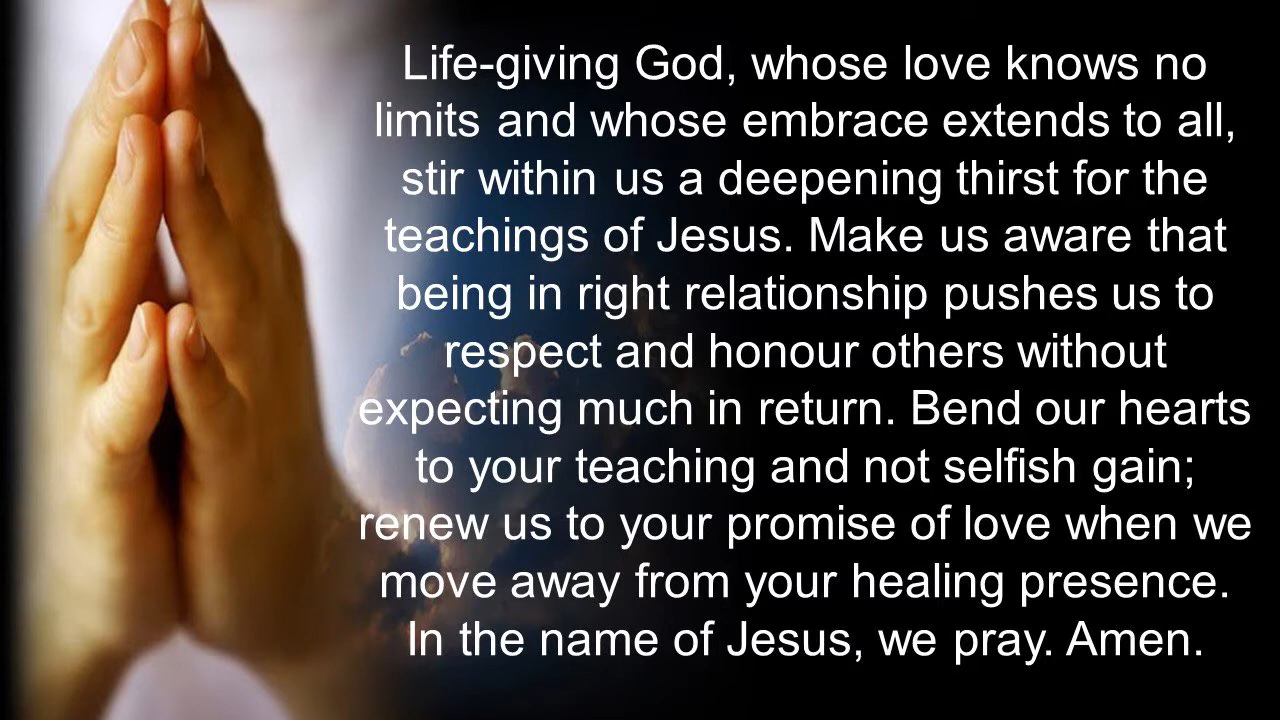 Life-giving God, whose love knows no
limits and whose embrace extends to all,
stir within us a deepening thirst for the
teachings of Jesus. Make us aware that
being in right relationship pushes us to
respect and honour others without
expecting much in return. Bend our hearts
to your teaching and not selfish gain;
renew us to your promise of love when we
move away from your healing presence.
In the name of Jesus, we pray. Amen.